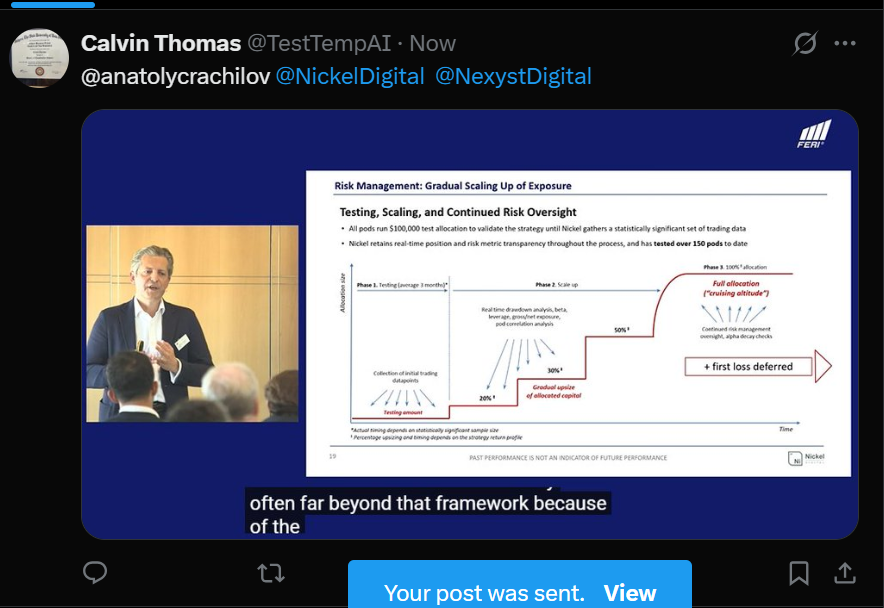 Calvin Thomas @TestTempAI · Now
@anatolycrachilov @NickelDigital @NexystDigital
FERI
Risk Management: Gradual Scaling Up of Exposure
Testing, Scaling, and Continued Risk Oversight
• All pods run $100,000 test allocation to validate the strategy until Nickel gathers a statistically significant set of trading data
• Nickel retains real-time position and risk metric transparency throughout the process, and has tested over 150 pods to date
Allocation size
Phase 1. Testing (average 3 months)*
Phase 2. Scale up
Phase 3. 100%¹ allocation
Full allocation
("cruising altitude")
Real time drawdown analysis, beta,
leverage, gross/net exposure,
pod correlation analysis
Continued risk management
oversight, alpha decay checks
50%¹
+ first loss deferred
Collection of initial trading
datapoints
30%¹
Gradual upsize
of allocated capital
20%¹
Testing amount
Time
*Actual timing depends on statistically significant sample size
¹ Percentage upsizing and timing depends on the strategy return profile
19
PAST PERFORMANCE IS NOT AN INDICATOR OF FUTURE PERFORMANCE
Ni
Nickel
often far beyond that framework because
of the
Your post was sent. View